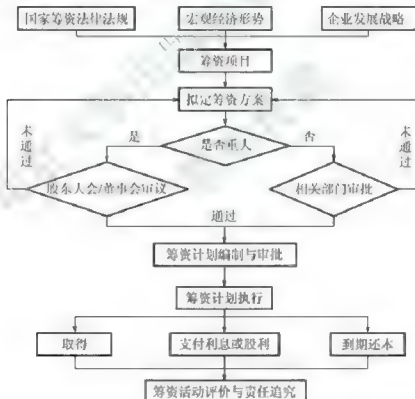 国家筹资法律法规 宏观经济形势 企业发展战略
筹资项目
拟定筹资方案
未通过 是 是否重大 否 未通过
股东大会/董事会审议 相关部门审批
通过
筹资计划编制与审批
筹资计划执行
取得 支付利息或股利 到期还本
筹资活动评价与责任追究